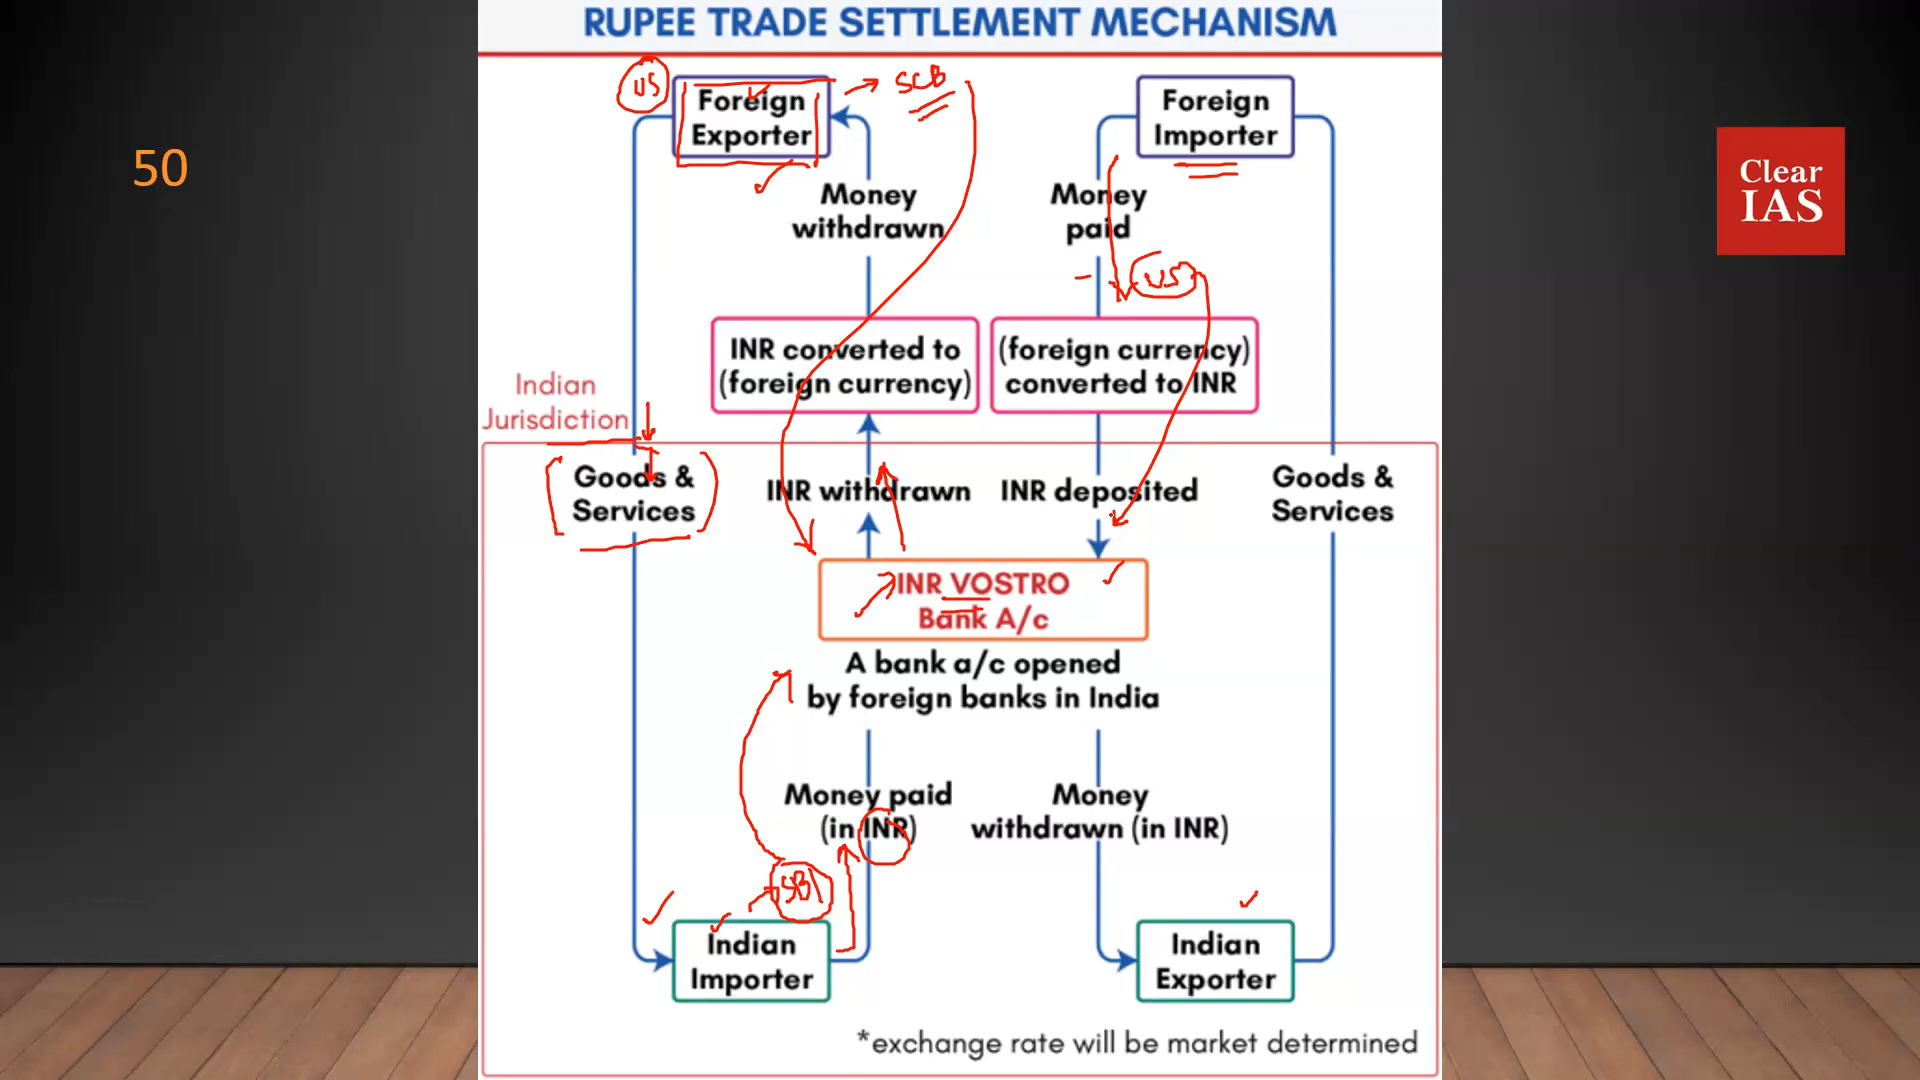 RUPEE TRADE SETTLEMENT MECHANISM
50
US
Foreign
Exporter
SCB
Foreign
Importer
Clear
IAS
Money
withdrawn
Money
paid
US
INR converted to
(foreign currency)
(foreign currency)
converted to INR
Indian
Jurisdiction
Goods &
Services
INR withdrawn
INR deposited
Goods &
Services
INR VOSTRO
Bank A/c
A bank a/c opened
by foreign banks in India
Money paid
(in INR)
Money
withdrawn (in INR)
SBI
Indian
Importer
Indian
Exporter
*exchange rate will be market determined